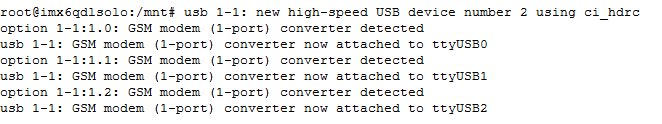 root@imx6qdlsolo:/mnt# usb 1-1: new high-speed USB device number 2 using ci_hdrc
option 1-1:1.0: GSM modem (1-port) converter detected
usb 1-1: GSM modem (1-port) converter now attached to ttyUSB0
option 1-1:1.1: GSM modem (1-port) converter detected
usb 1-1: GSM modem (1-port) converter now attached to ttyUSB1
option 1-1:1.2: GSM modem (1-port) converter detected
usb 1-1: GSM modem (1-port) converter now attached to ttyUSB2